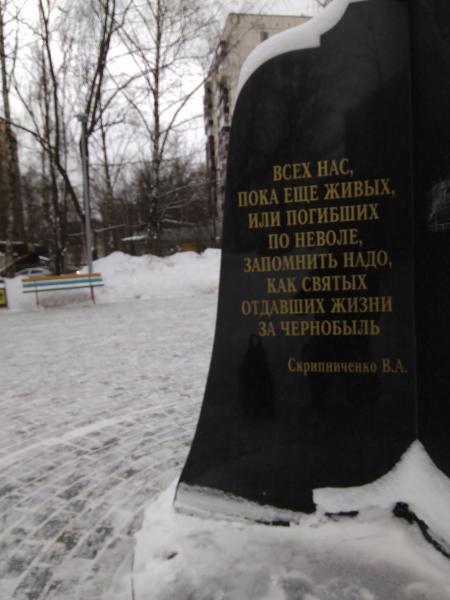 ВСЕХ НАС,
ПОКА ЕЩЕ ЖИВЫХ,
ИЛИ ПОГИБШИХ
ПО НЕВОЛЕ,
ЗАПОМНИТЬ НАДО,
КАК СВЯТЫХ
ОТДАВШИХ ЖИЗНИ
ЗА ЧЕРНОБЫЛЬ
Скрипниченко В.А.